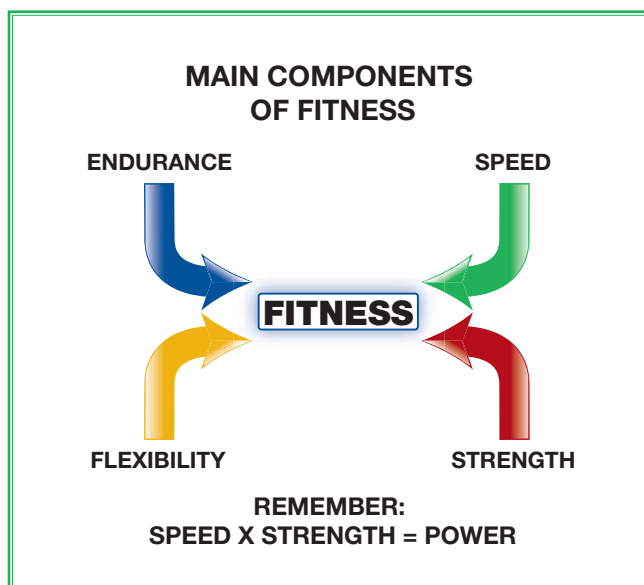 MAIN COMPONENTS
OF FITNESS
ENDURANCE
SPEED
FITNESS
FLEXIBILITY
STRENGTH
REMEMBER:
SPEED X STRENGTH = POWER